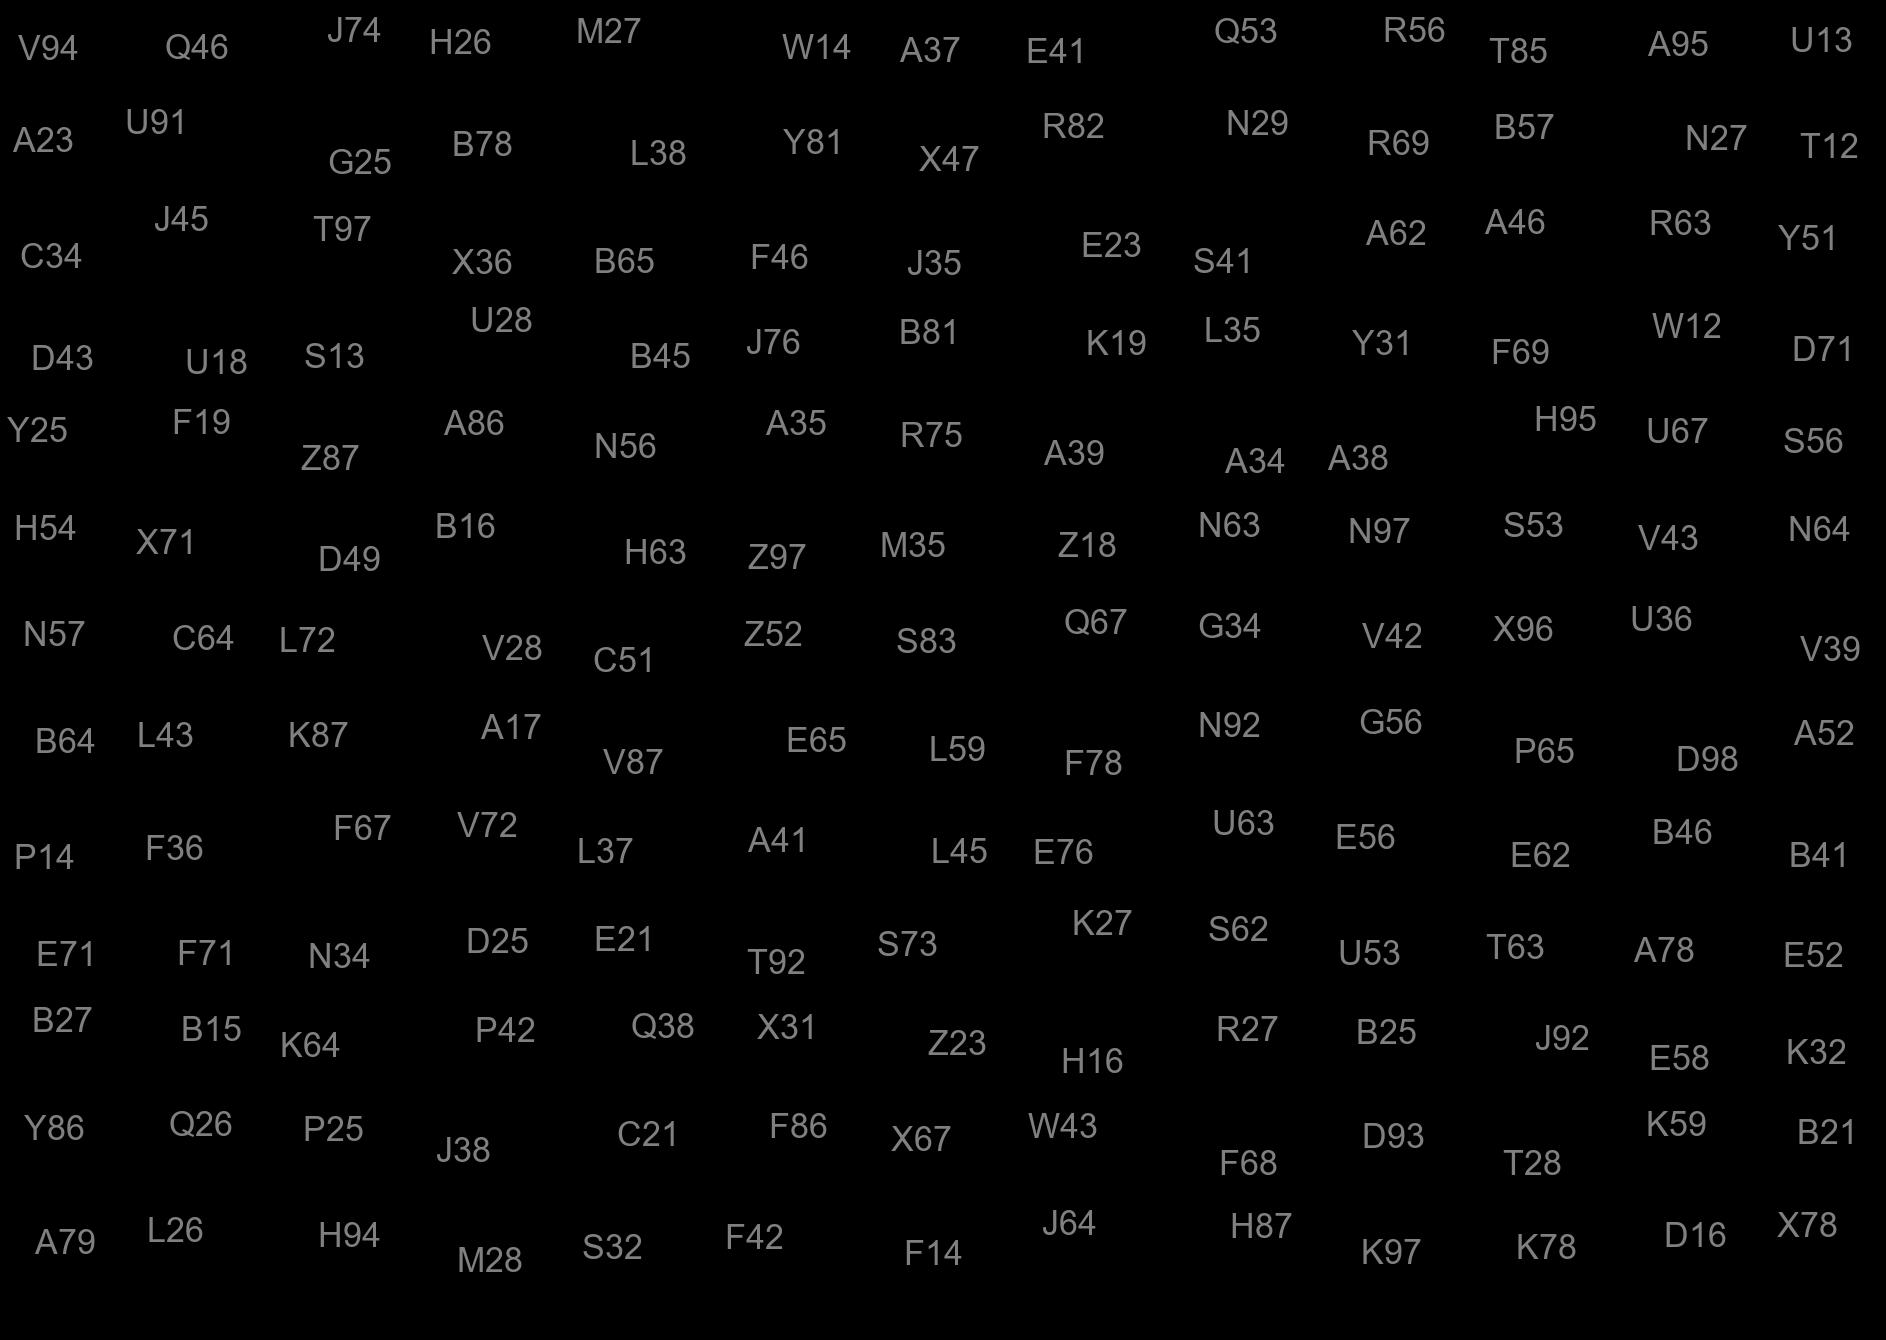 V94 Q46 J74 H26 M27 W14 A37 E41 Q53 R56 T85 A95 U13
A23 U91 G25 B78 L38 Y81 X47 R82 N29 R69 B57 N27 T12
C34 J45 T97 X36 B65 F46 J35 E23 S41 A62 A46 R63 Y51
D43 U18 S13 U28 B45 J76 B81 K19 L35 Y31 F69 W12 D71
Y25 F19 Z87 A86 N56 A35 R75 A39 A34 A38 H95 U67 S56
H54 X71 D49 B16 H63 Z97 M35 Z18 N63 N97 S53 V43 N64
N57 C64 L72 V28 C51 Z52 S83 Q67 G34 V42 X96 U36 V39
B64 L43 K87 A17 V87 E65 L59 F78 N92 G56 P65 D98 A52
P14 F36 F67 V72 L37 A41 L45 E76 U63 E56 E62 B46 B41
E71 F71 N34 D25 E21 T92 S73 K27 S62 U53 T63 A78 E52
B27 B15 K64 P42 Q38 X31 Z23 H16 R27 B25 J92 E58 K32
Y86 Q26 P25 J38 C21 F86 X67 W43 F68 D93 T28 K59 B21
A79 L26 H94 M28 S32 F42 F14 J64 H87 K97 K78 D16 X78